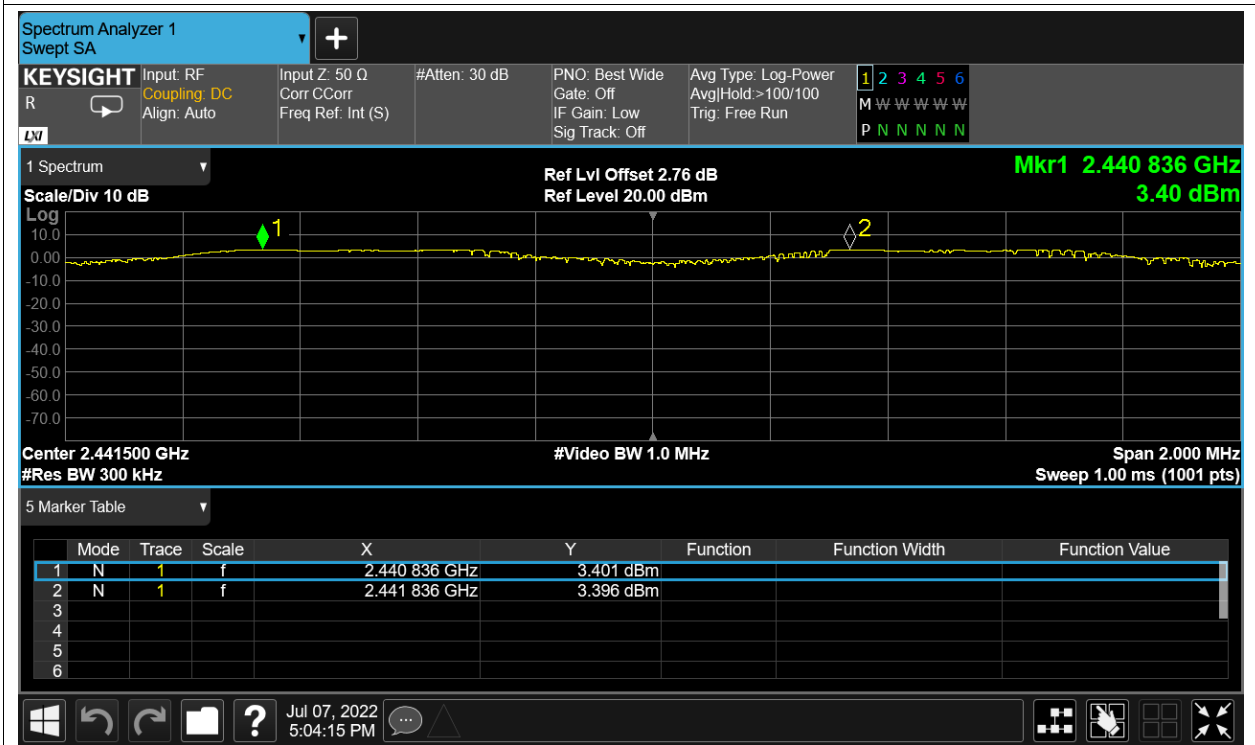 Spectrum Analyzer 1
Swept SA
+
KEYSIGHT Input: RF Input Z: 50 Ω #Atten: 30 dB PNO: Best Wide Avg Type: Log-Power 1 2 3 4 5 6
R Coupling: DC Corr CCorr Gate: Off Avg|Hold:>100/100 M W W W W W
Align: Auto Freq Ref: Int (S) IF Gain: Low Trig: Free Run
LXI Sig Track: Off P N N N N N
1 Spectrum Ref Lvl Offset 2.76 dB Mkr1 2.440 836 GHz
Scale/Div 10 dB Ref Level 20.00 dBm 3.40 dBm
Log
1 2
10.0
0.00
-10.0
-20.0
-30.0
-40.0
-50.0
-60.0
-70.0
Center 2.441500 GHz #Video BW 1.0 MHz Span 2.000 MHz
#Res BW 300 kHz Sweep 1.00 ms (1001 pts)
5 Marker Table
Mode Trace Scale X Y Function Function Width Function Value
1 N 1 f 2.440 836 GHz 3.401 dBm
2 N 1 f 2.441 836 GHz 3.396 dBm
3
4
5
6
? Jul 07, 2022
5:04:15 PM